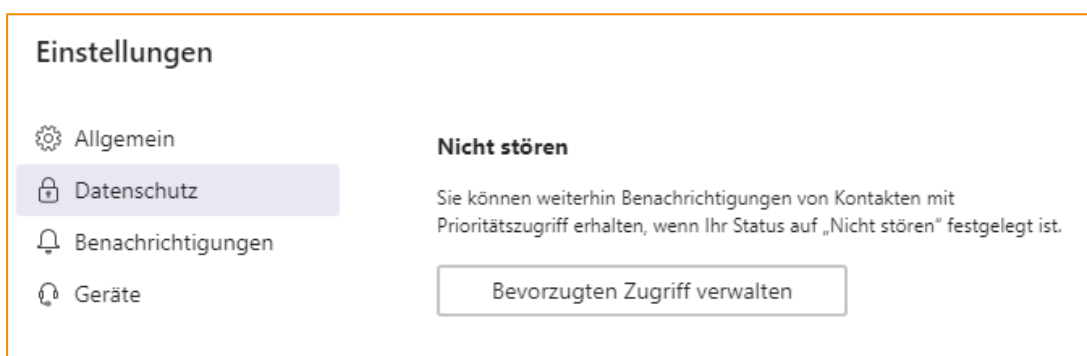 Einstellungen
Allgemein
Datenschutz
Benachrichtigungen
Geräte
Nicht stören
Sie können weiterhin Benachrichtigungen von Kontakten mit
Prioritätszugriff erhalten, wenn Ihr Status auf „Nicht stören“ festgelegt ist.
Bevorzugten Zugriff verwalten